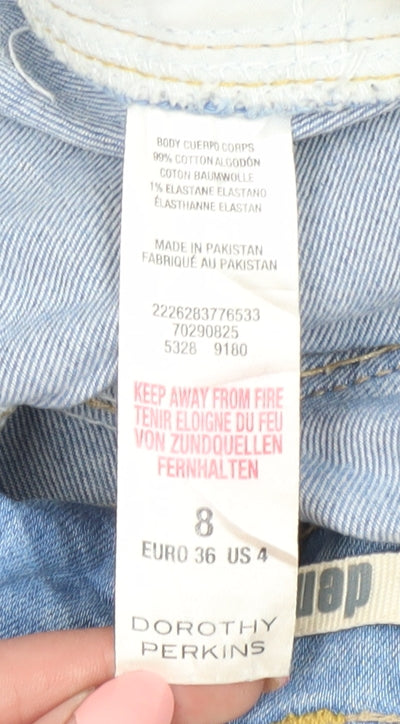 BODY CUERPO CORPS
99% COTTON ALGODÓN
COTON BAUMWOLLE
1% ELASTANE ELASTANO
ÉLASTHANNE ELASTAN
MADE IN PAKISTAN
FABRIQUÉ AU PAKISTAN
2226283776533
70290825
5328 9180
KEEP AWAY FROM FIRE
TENIR ELOIGNE DU FEU
VON ZUNDQUELLEN
FERNHALTEN
8
EURO 36 US 4
den
DOROTHY
PERKINS